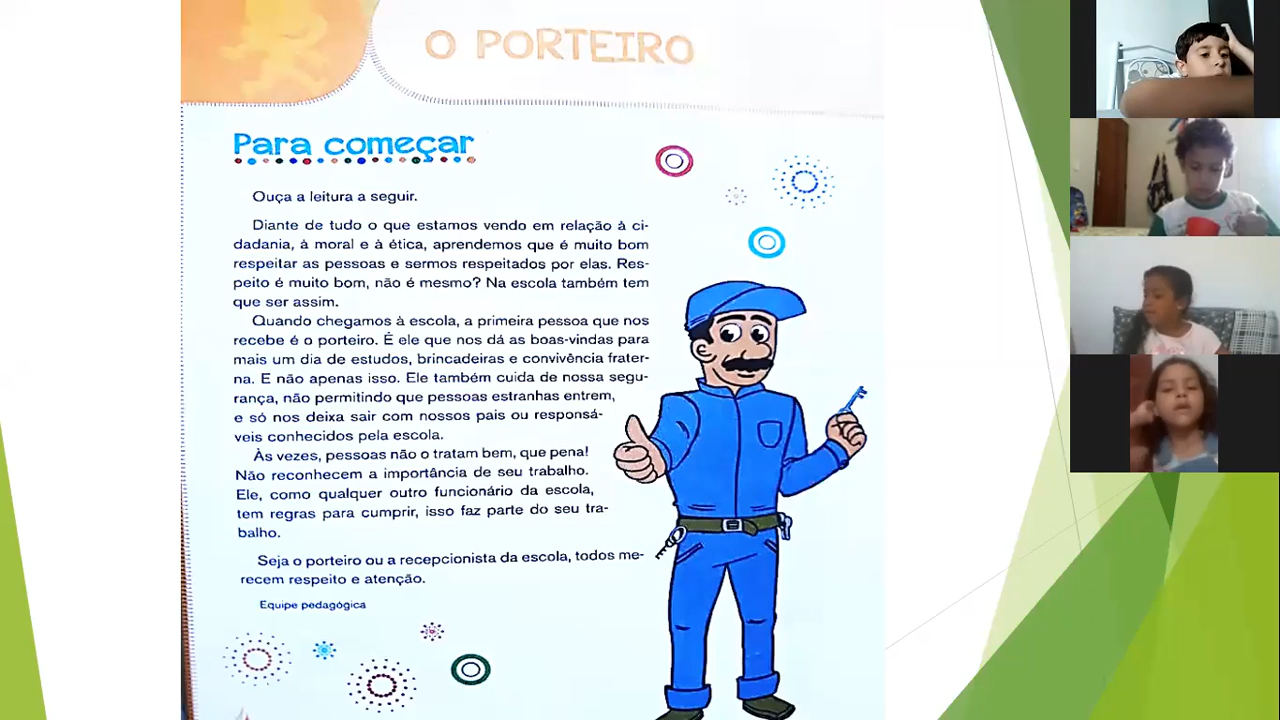 O PORTEIRO
Para começar
Ouça a leitura a seguir.
Diante de tudo o que estamos vendo em relação à ci-
dadania, à moral e à ética, aprendemos que é muito bom
respeitar as pessoas e sermos respeitados por elas. Res-
peito é muito bom, não é mesmo? Na escola também tem
que ser assim.
Quando chegamos à escola, a primeira pessoa que nos
recebe é o porteiro. É ele que nos dá as boas-vindas para
mais um dia de estudos, brincadeiras e convivência frater-
na. E não apenas isso. Ele também cuida de nossa segu-
rança, não permitindo que pessoas estranhas entrem,
e só nos deixa sair com nossos pais ou responsá-
veis conhecidos pela escola.
Às vezes, pessoas não o tratam bem, que pena!
Não reconhecem a importância de seu trabalho.
Ele, como qualquer outro funcionário da escola,
tem regras para cumprir, isso faz parte do seu tra-
balho.
Seja o porteiro ou a recepcionista da escola, todos me-
recem respeito e atenção.
Equipe pedagógica